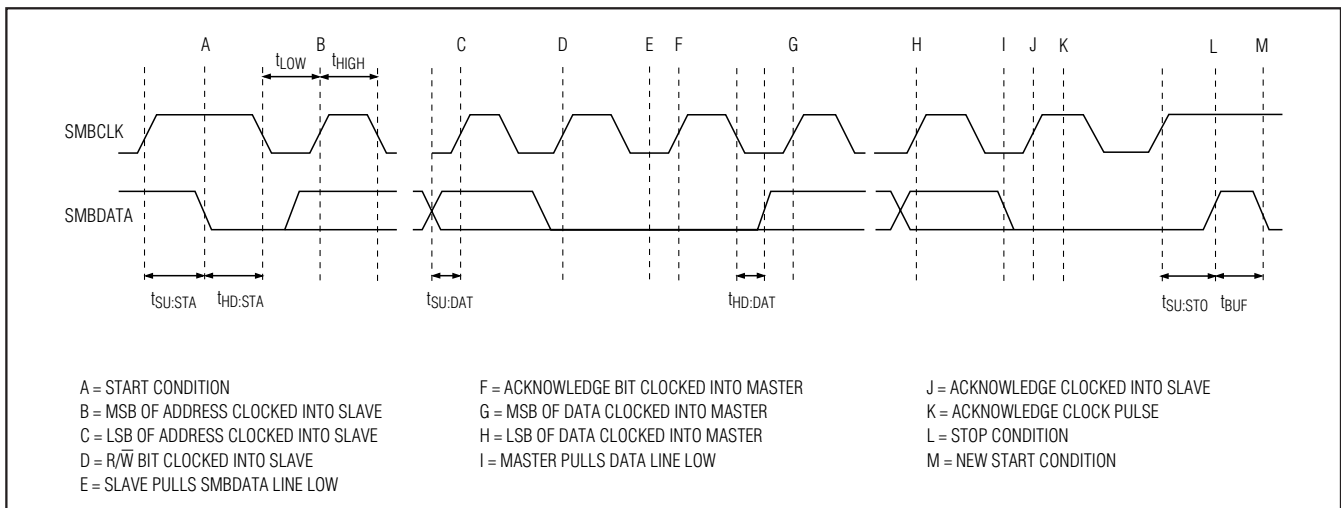 A B C D E F G H I J K L M
tLOW tHIGH
SMBCLK
SMBDATA
tSU:STA tHD:STA tSU:DAT tHD:DAT tSU:STO tBUF
A = START CONDITION
B = MSB OF ADDRESS CLOCKED INTO SLAVE
C = LSB OF ADDRESS CLOCKED INTO SLAVE
D = R/W̅ BIT CLOCKED INTO SLAVE
E = SLAVE PULLS SMBDATA LINE LOW
F = ACKNOWLEDGE BIT CLOCKED INTO MASTER
G = MSB OF DATA CLOCKED INTO MASTER
H = LSB OF DATA CLOCKED INTO MASTER
I = MASTER PULLS DATA LINE LOW
J = ACKNOWLEDGE CLOCKED INTO SLAVE
K = ACKNOWLEDGE CLOCK PULSE
L = STOP CONDITION
M = NEW START CONDITION